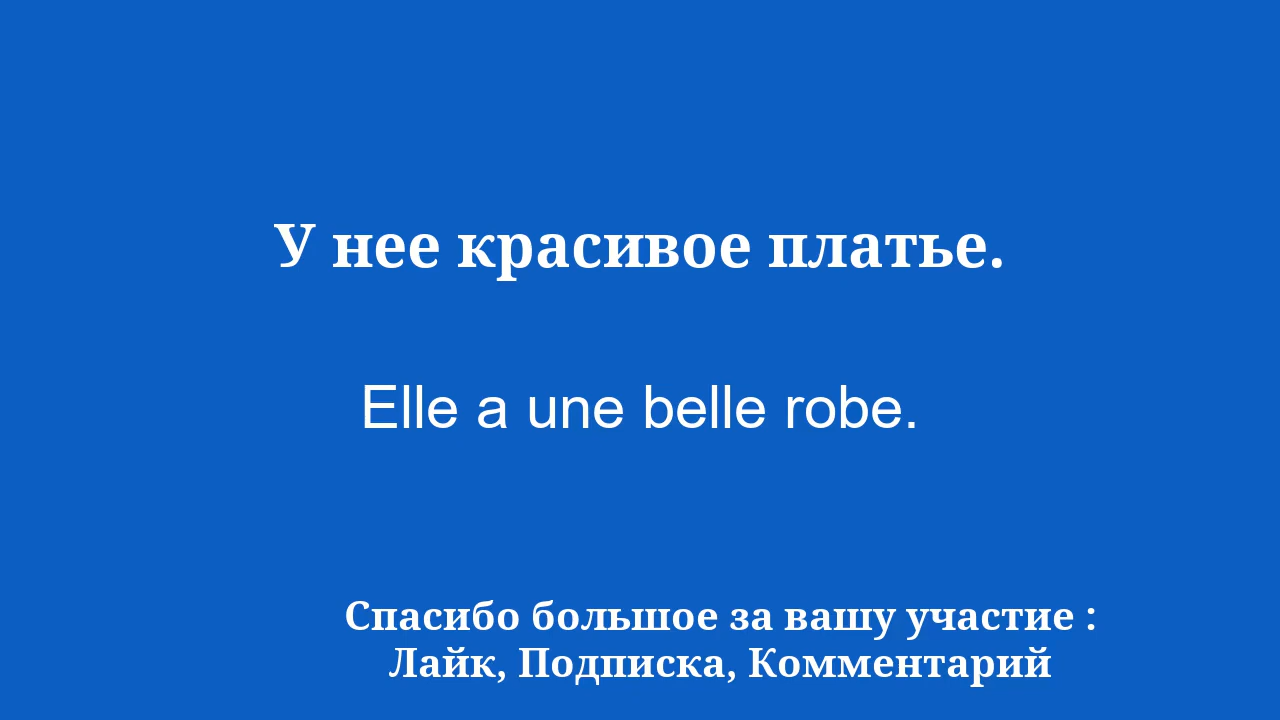 У нее красивое платье.
Elle a une belle robe.
Спасибо большое за вашу участие :
Лайк, Подписка, Комментарий